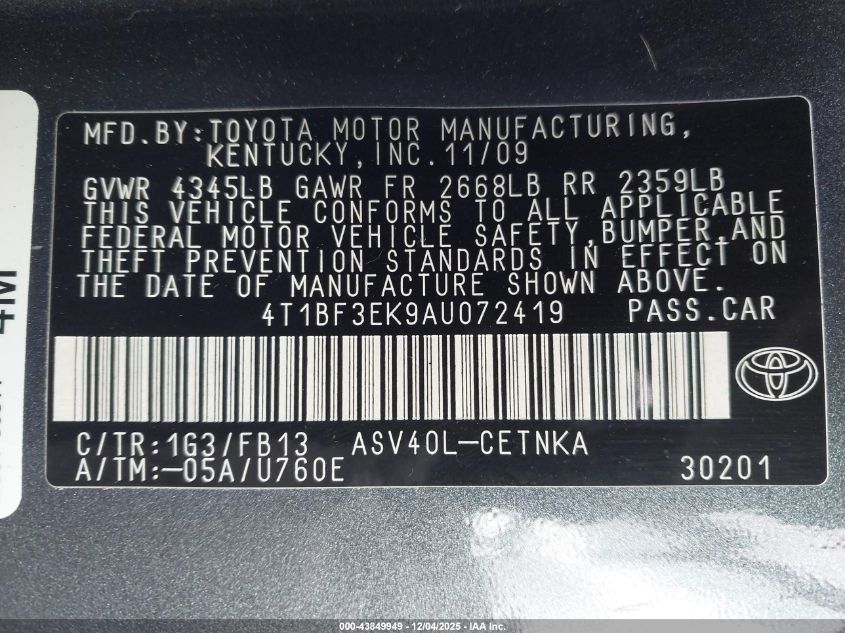 MFD.BY:TOYOTA MOTOR MANUFACTURING,
KENTUCKY,INC.11/09
GVWR 4345LB GAWR FR 2668LB RR 2359LB
THIS VEHICLE CONFORMS TO ALL APPLICABLE
FEDERAL MOTOR VEHICLE SAFETY,BUMPER,AND
THEFT PREVENTION STANDARDS IN EFFECT ON
THE DATE OF MANUFACTURE SHOWN ABOVE.
4T1BF3EK9AU072419 PASS.CAR
C/TR:1G3/FB13 ASV40L-CETNKA
A/TM:-05A/U760E 30201
000-43849949 - 12/04/2025 - IAA Inc.